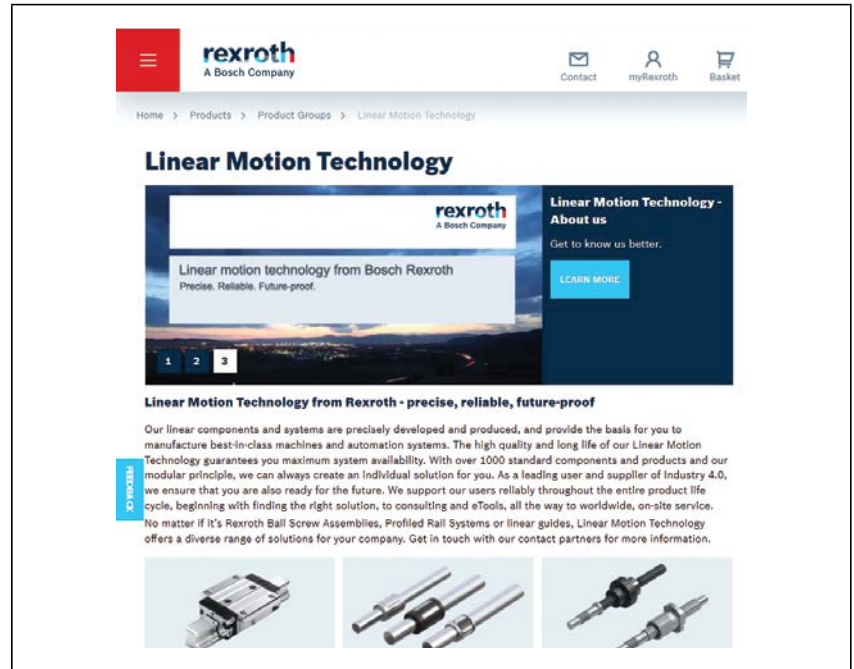 rexroth
A Bosch Company
Contact
myRexroth
Basket
Home > Products > Product Groups > Linear Motion Technology
Linear Motion Technology
rexroth
A Bosch Company
Linear motion technology from Bosch Rexroth
Precise. Reliable. Future-proof.
1 2 3
Linear Motion Technology -
About us
Get to know us better.
LEARN MORE
Linear Motion Technology from Rexroth - precise, reliable, future-proof
Our linear components and systems are precisely developed and produced, and provide the basis for you to
manufacture best-in-class machines and automation systems. The high quality and long life of our Linear Motion
Technology guarantees you maximum system availability. With over 1000 standard components and products and our
modular principle, we can always create an individual solution for you. As a leading user and supplier of Industry 4.0,
we ensure that you are also ready for the future. We support our users reliably throughout the entire product life
cycle, beginning with finding the right solution, to consulting and eTools, all the way to worldwide, on-site service.
No matter if it's Rexroth Ball Screw Assemblies, Profiled Rail Systems or linear guides, Linear Motion Technology
offers a diverse range of solutions for your company. Get in touch with our contact partners for more information.
FEEDBACK